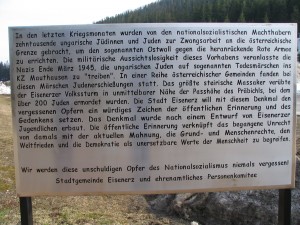 In den letzten Kriegsmonaten wurden von den nationalsozialistischen Machthabern
zehntausende ungarische Jüdinnen und Juden zur Zwangsarbeit an die österreichische
Grenze gebracht, um den sogenannten Ostwall gegen die heranrückende Rote Armee
zu errichten. Die militärische Aussichtslosigkeit dieses Vorhabens veranlasste die
Nazis Ende März 1945, die ungarischen Juden auf sogenannten Todesmärschen ins
KZ Mauthausen zu "treiben". In einer Reihe österreichischer Gemeinden fanden bei
diesen Märschen Judenerschießungen statt. Das größte steirische Massaker verübte
der Eisenerzer Volkssturm in unmittelbarer Nähe der Passhöhe des Präbichls, bei dem
über 200 Juden ermordet wurden. Die Stadt Eisenerz will mit diesem Denkmal den
vergessenen Opfern ein würdiges Zeichen der öffentlichen Erinnerung und des
Gedenkens setzen. Das Denkmal wurde nach einem Entwurf von Eisenerzer
Jugendlichen erbaut. Die öffentliche Erinnerung verknüpft das begangene Unrecht
von damals mit der aktuellen Mahnung, die Grund- und Menschenrechte, den
Weltfrieden und die Demokratie als unersetzbare Werte der Menschheit zu begreifen.
Wir werden diese unschuldigen Opfer des Nationalsozialismus niemals vergessen!
Stadtgemeinde Eisenerz und ehrenamtliches Personenkomitee